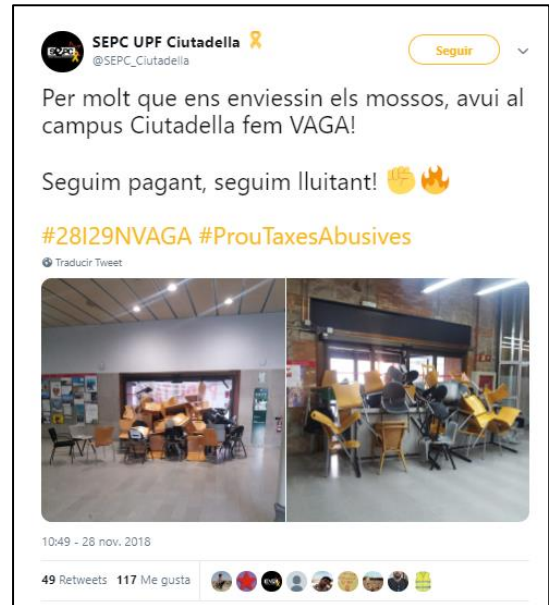 SEPC UPF Ciutadella
@SEPC_Ciutadella
Seguir
Per molt que ens enviessin els mossos, avui al
campus Ciutadella fem VAGA!
Seguim pagant, seguim lluitant! ✊🔥
#28I29NVAGA #ProuTaxesAbusives
Traducir Tweet
10:49 - 28 nov. 2018
49 Retweets 117 Me gusta